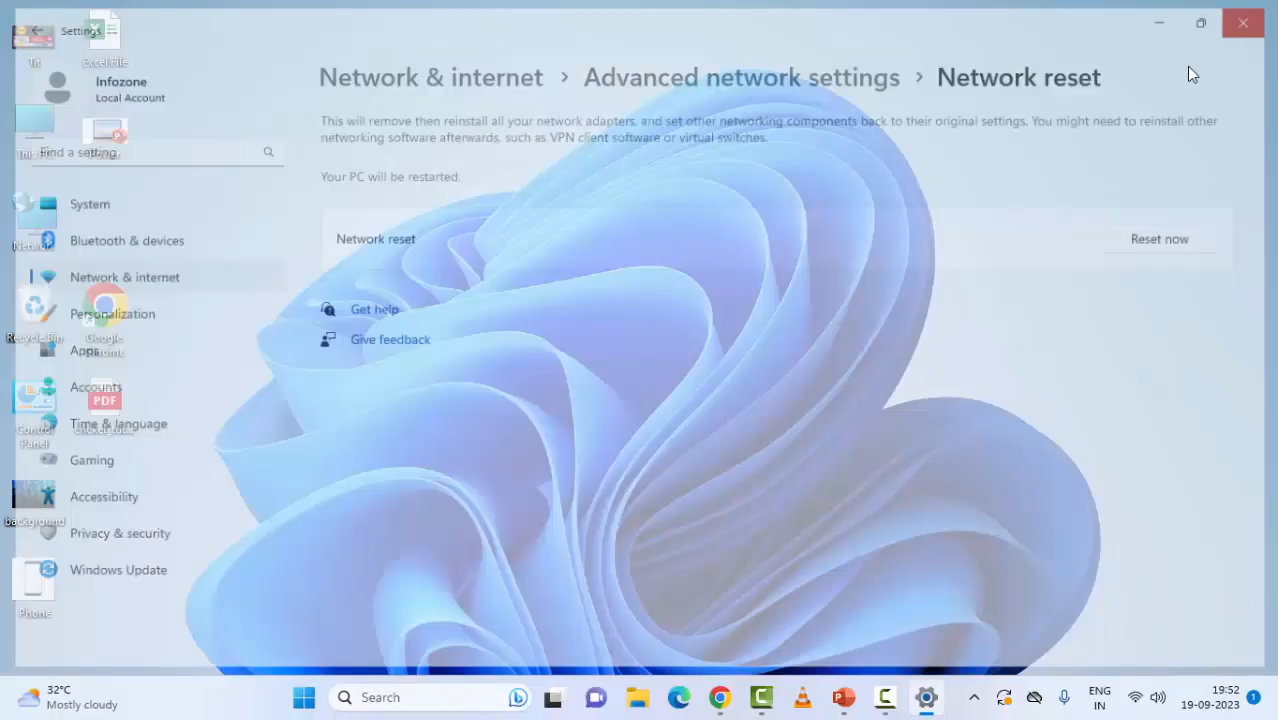 Settings
Infozone
Local Account
Find a setting
System
Bluetooth & devices
Network & internet
Personalization
Apps
Accounts
Time & language
Gaming
Accessibility
Privacy & security
Windows Update
Network & internet > Advanced network settings > Network reset
This will remove then reinstall all your network adapters, and set other networking components back to their original settings. You might need to reinstall other
networking software afterwards, such as VPN client software or virtual switches.
Your PC will be restarted.
Network reset
Reset now
Get help
Give feedback
Excel File
Recycle Bin
Google
Chrome
Control
Panel
PDF
background
Phone
32°C
Mostly cloudy
Search
ENG
IN
19:52
19-09-2023
1